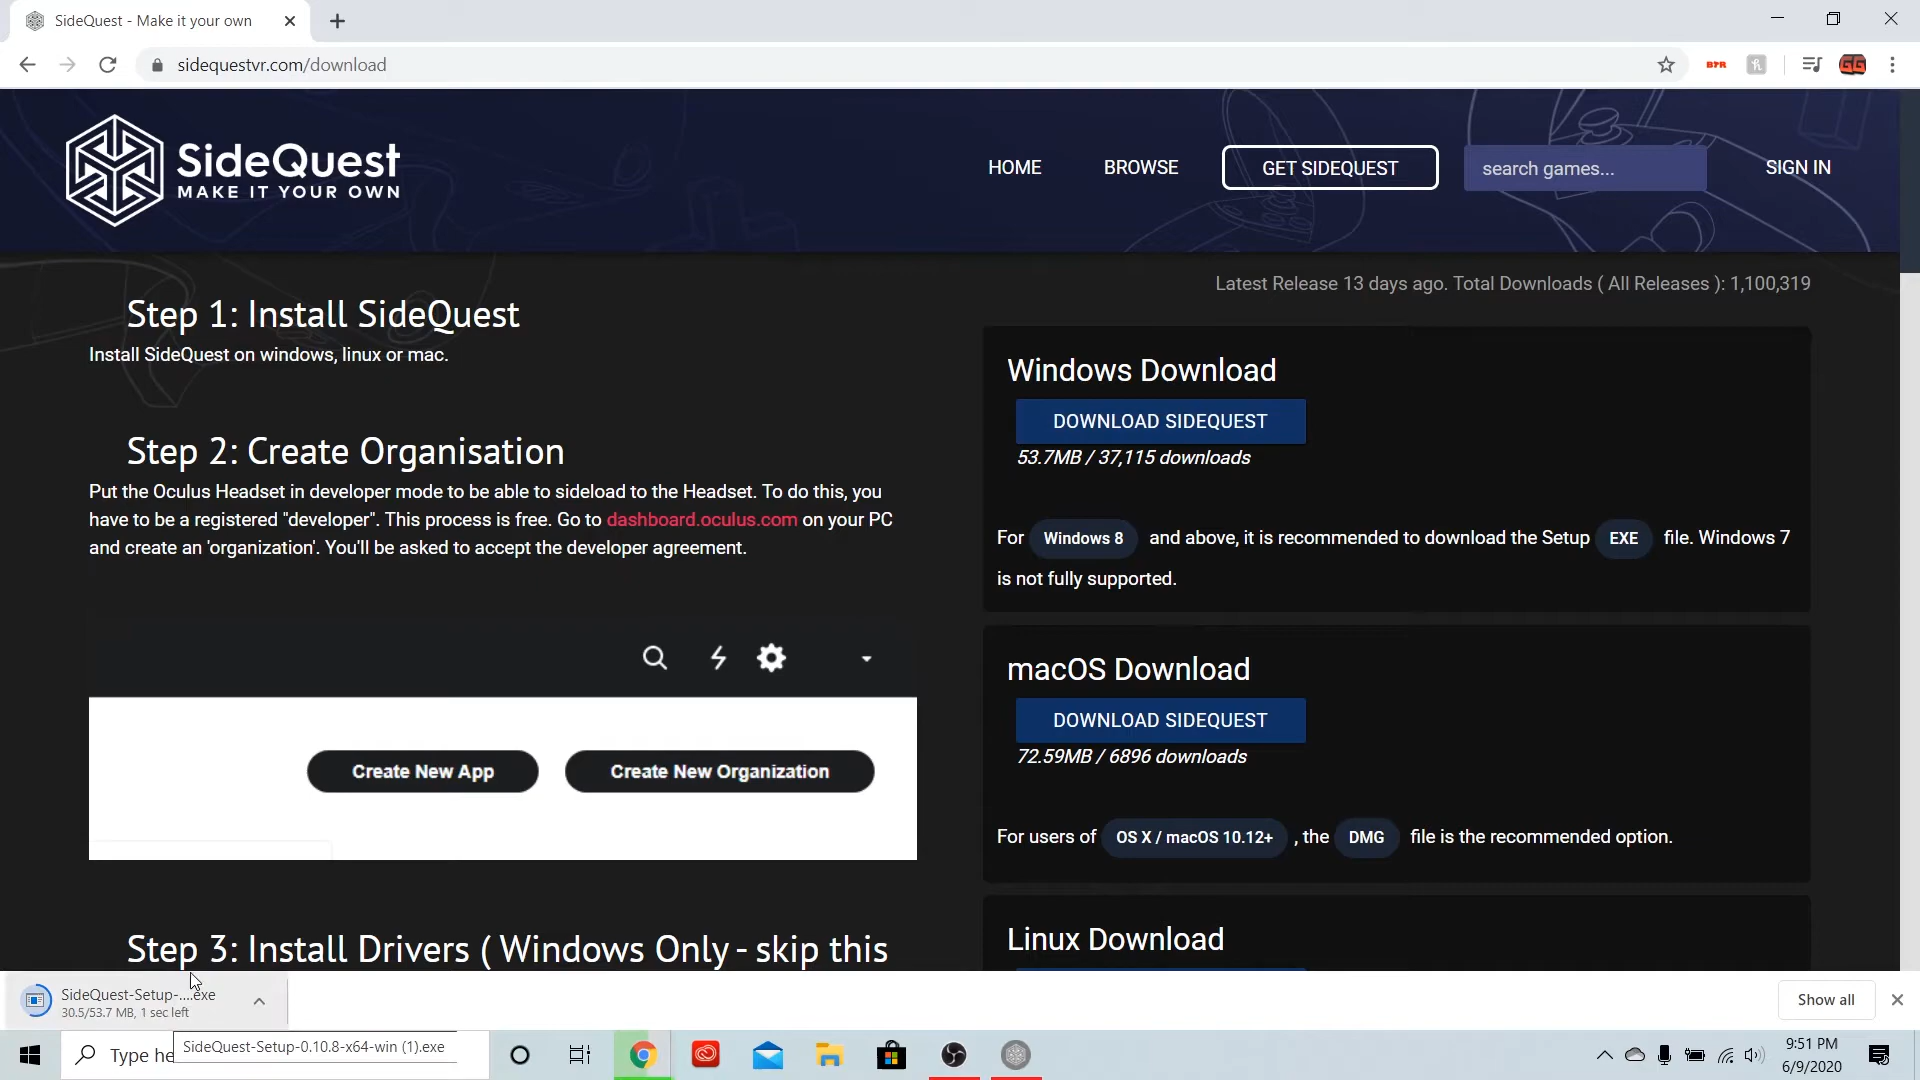 SideQuest - Make it your own
sidequestvr.com/download
BTR
GG
SideQuest
MAKE IT YOUR OWN
HOME
BROWSE
GET SIDEQUEST
search games...
SIGN IN
Latest Release 13 days ago. Total Downloads ( All Releases ): 1,100,319
Step 1: Install SideQuest
Install SideQuest on windows, linux or mac.
Step 2: Create Organisation
Put the Oculus Headset in developer mode to be able to sideload to the Headset. To do this, you
have to be a registered "developer". This process is free. Go to dashboard.oculus.com on your PC
and create an 'organization'. You'll be asked to accept the developer agreement.
Create New App
Create New Organization
Step 3: Install Drivers ( Windows Only - skip this
Windows Download
DOWNLOAD SIDEQUEST
53.7MB / 37,115 downloads
For Windows 8 and above, it is recommended to download the Setup EXE file. Windows 7
is not fully supported.
macOS Download
DOWNLOAD SIDEQUEST
72.59MB / 6896 downloads
For users of OS X / macOS 10.12+ , the DMG file is the recommended option.
Linux Download
SideQuest-Setup-....exe
30.5/53.7 MB, 1 sec left
Show all
Type he
SideQuest-Setup-0.10.8-x64-win (1).exe
9:51 PM
6/9/2020